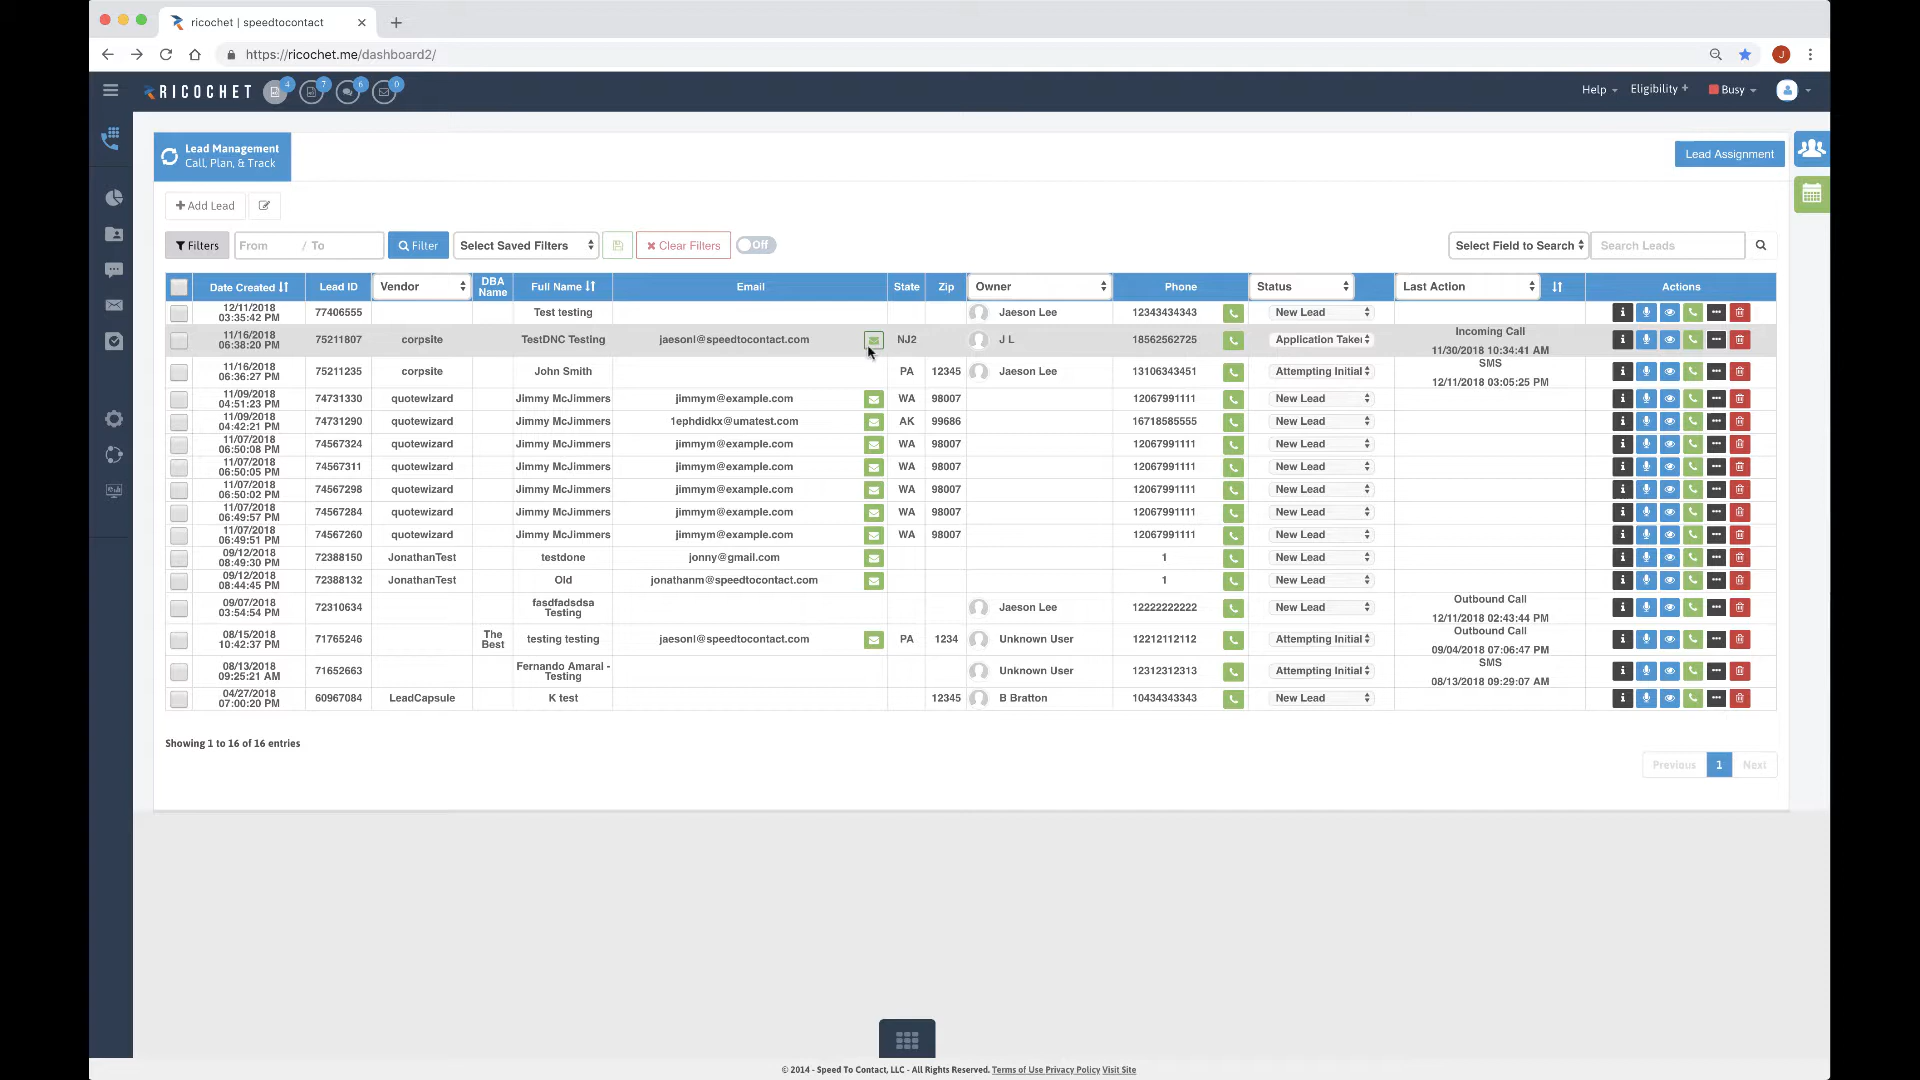 ricochet | speedtocontact
https://ricochet.me/dashboard2/
J
RICOCHET 4 7 6 0 Help Eligibility + Busy
Lead Management
Call, Plan, & Track
Lead Assignment
+ Add Lead
Filters From / To Filter Select Saved Filters × Clear Filters Off Select Field to Search Search Leads
Date Created Lead ID Vendor DBA Name Full Name Email State Zip Owner Phone Status Last Action Actions
12/11/2018 03:35:42 PM 77406555 Test testing Jaeson Lee 12343434343 New Lead
11/16/2018 06:38:20 PM 75211807 corpsite TestDNC Testing jaesonl@speedtocontact.com NJ2 J L 18562562725 Application Taken Incoming Call 11/30/2018 10:34:41 AM
11/16/2018 06:36:27 PM 75211235 corpsite John Smith PA 12345 Jaeson Lee 13106343451 Attempting Initial SMS 12/11/2018 03:05:25 PM
11/09/2018 04:51:23 PM 74731330 quotewizard Jimmy McJimmers jimmym@example.com WA 98007 12067991111 New Lead
11/09/2018 04:42:21 PM 74731290 quotewizard Jimmy McJimmers 1ephdidkx@umatest.com AK 99686 16718585555 New Lead
11/07/2018 06:50:08 PM 74567324 quotewizard Jimmy McJimmers jimmym@example.com WA 98007 12067991111 New Lead
11/07/2018 06:50:05 PM 74567311 quotewizard Jimmy McJimmers jimmym@example.com WA 98007 12067991111 New Lead
11/07/2018 06:50:02 PM 74567298 quotewizard Jimmy McJimmers jimmym@example.com WA 98007 12067991111 New Lead
11/07/2018 06:49:57 PM 74567284 quotewizard Jimmy McJimmers jimmym@example.com WA 98007 12067991111 New Lead
11/07/2018 06:49:51 PM 74567260 quotewizard Jimmy McJimmers jimmym@example.com WA 98007 12067991111 New Lead
09/12/2018 08:49:30 PM 72388150 JonathanTest testdone jonny@gmail.com 1 New Lead
09/12/2018 08:44:45 PM 72388132 JonathanTest Old jonathanm@speedtocontact.com 1 New Lead
09/07/2018 03:54:54 PM 72310634 fasdfadsdsa Testing Jaeson Lee 12222222222 New Lead Outbound Call 12/11/2018 02:43:44 PM
08/15/2018 10:42:37 PM 71765246 The Best testing testing jaesonl@speedtocontact.com PA 1234 Unknown User 12212112112 Attempting Initial Outbound Call 09/04/2018 07:06:47 PM
08/13/2018 09:25:21 AM 71652663 Fernando Amaral - Testing Unknown User 12312312313 Attempting Initial SMS 08/13/2018 09:29:07 AM
04/27/2018 07:00:20 PM 60967084 LeadCapsule K test 12345 B Bratton 10434343343 New Lead
Showing 1 to 16 of 16 entries
Previous 1 Next
© 2014 - Speed To Contact, LLC - All Rights Reserved. Terms of Use Privacy Policy Visit Site